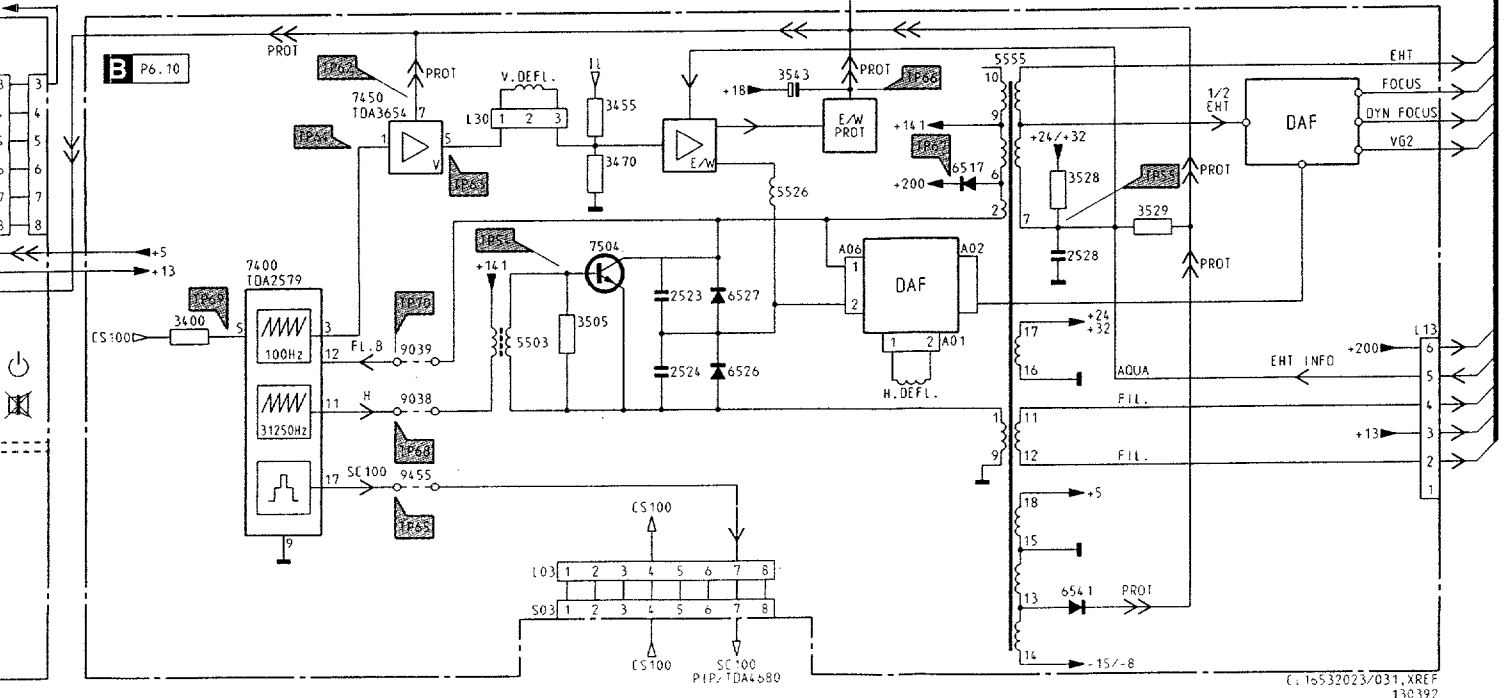 PROT
B P6.10
EHT
FOCUS
DYN FOCUS
VG2
1/2
EHT
DAF
5555
10
9
6
2
7
+24/+32
3528
3529
2528
TP55
PROT
PROT
V.DEFL.
L30 1 2 3
3455
3470
3543
+18
PROT
TP66
E/W
PROT
E/W
+141
6517
+200
5526
PROT
7450
TDA3654
7
1
5
V
TP63
+5
+13
7400
TDA2579
TP69
CS100
3400
5
100Hz
3
12
FL.B
TP70
9039
31250Hz
11
H
9038
TP68
17
SC100
9455
TP65
9
+141
5503
7504
3505
2523
6527
2524
6526
A06
1
2
DAF
A02
1 2 A01
H.DEFL.
17
+24
+32
16
AQUA
EHT INFO
11
FIL.
12
FIL.
1
9
18
+5
15
13
6541
PROT
14
-15/-8
L13
+200
6
5
4
+13
3
2
1
CS100
L03 1 2 3 4 5 6 7 8
S03 1 2 3 4 5 6 7 8
CS100
SC100
PIP/TDA4680
3
3
4
5
6
7
8
CL16532023/031,XREF
130392